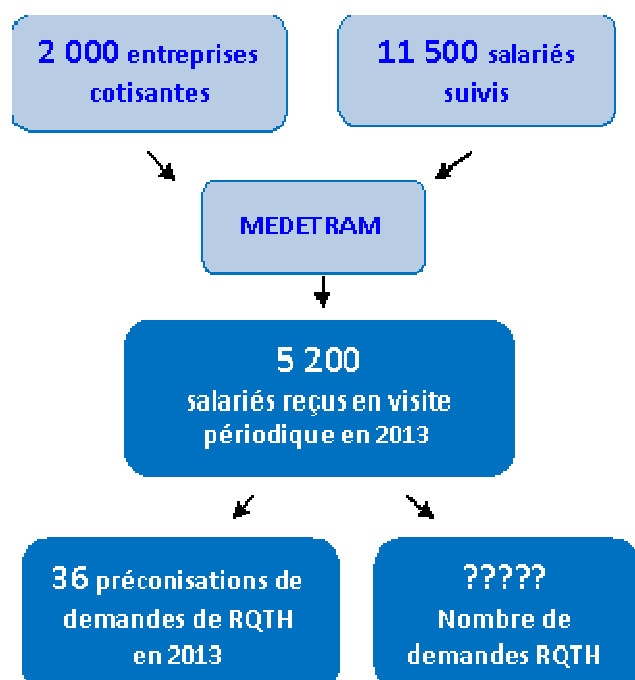 2 000 entreprises
cotisantes
11 500 salariés
suivis
MEDETRAM
5 200
salariés reçus en visite
périodique en 2013
36 préconisations de
demandes de RQTH
en 2013
?????
Nombre de
demandes RQTH